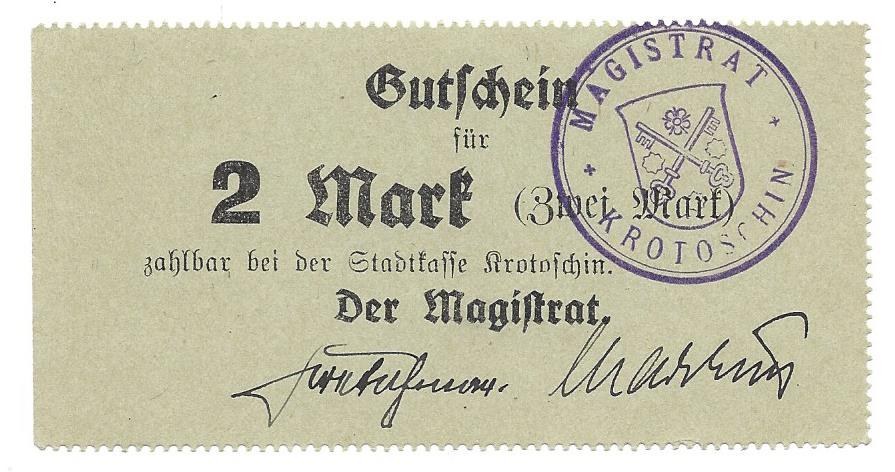 Gutschein
für
2 Mark (Zwei Mark)
zahlbar bei der Stadtkasse Krotoschin.
Der Magistrat.
MAGISTRAT
KROTOSCHIN